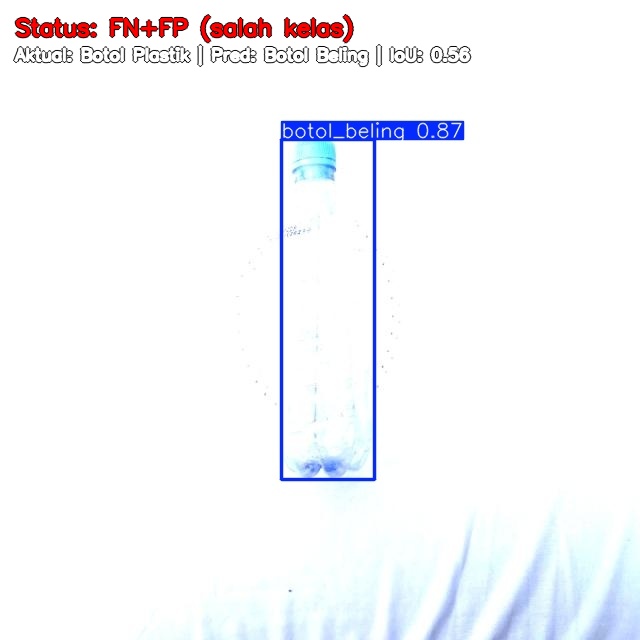 Status: FN+FP (salah kelas)
Aktual: Botol Plastik | Pred: Botol Beling | IoU: 0.56
botol_beling 0.87